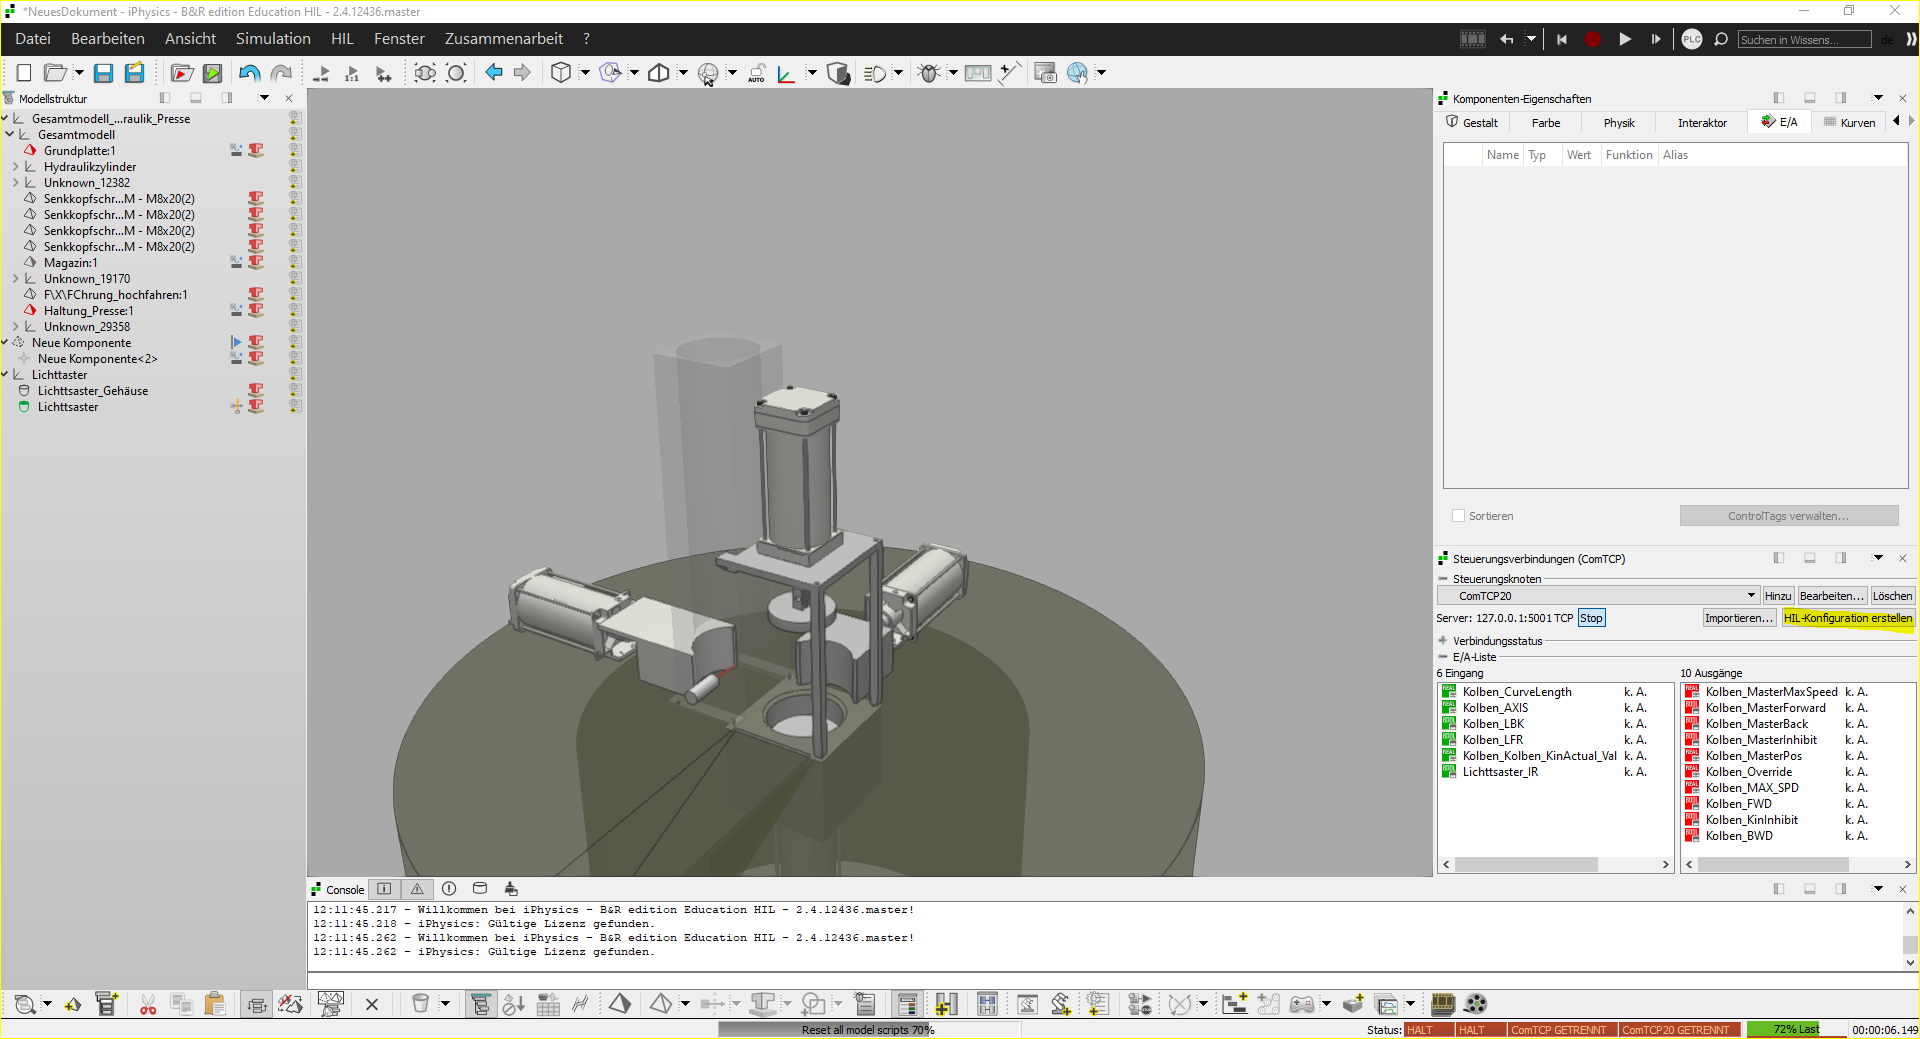 *NeuesDokument - iPhysics - B&R edition Education HIL - 2.4.12436.master
Datei Bearbeiten Ansicht Simulation HIL Fenster Zusammenarbeit ?
PLC Suchen in Wissens... de
1:1 AUTO
Modellstruktur
Gesamtmodell_...raulik_Presse
Gesamtmodell
Grundplatte:1
Hydraulikzylinder
Unknown_12382
Senkkopfschr...M - M8x20(2)
Senkkopfschr...M - M8x20(2)
Senkkopfschr...M - M8x20(2)
Senkkopfschr...M - M8x20(2)
Magazin:1
Unknown_19170
F\X\FChrung_hochfahren:1
Haltung_Presse:1
Unknown_29358
Neue Komponente
Neue Komponente<2>
Lichttaster
Lichttsaster_Gehäuse
Lichttsaster
Komponenten-Eigenschaften
Gestalt Farbe Physik Interaktor E/A Kurven
Name Typ Wert Funktion Alias
Sortieren ControlTags verwalten...
Steuerungsverbindungen (ComTCP)
Steuerungsknoten
ComTCP20 Hinzu Bearbeiten... Löschen
Server: 127.0.0.1:5001 TCP Stop Importieren... HIL-Konfiguration erstellen
Verbindungsstatus
E/A-Liste
6 Eingang
Kolben_CurveLength k. A.
Kolben_AXIS k. A.
Kolben_LBK k. A.
Kolben_LFR k. A.
Kolben_Kolben_KinActual_Val k. A.
Lichttsaster_IR k. A.
10 Ausgänge
Kolben_MasterMaxSpeed k. A.
Kolben_MasterForward k. A.
Kolben_MasterBack k. A.
Kolben_MasterInhibit k. A.
Kolben_MasterPos k. A.
Kolben_Override k. A.
Kolben_MAX_SPD k. A.
Kolben_FWD k. A.
Kolben_KinInhibit k. A.
Kolben_BWD k. A.
Console
12:11:45.217 - Willkommen bei iPhysics - B&R edition Education HIL - 2.4.12436.master!
12:11:45.218 - iPhysics: Gültige Lizenz gefunden.
12:11:45.262 - Willkommen bei iPhysics - B&R edition Education HIL - 2.4.12436.master!
12:11:45.262 - iPhysics: Gültige Lizenz gefunden.
Reset all model scripts 70% Status: HALT HALT ComTCP GETRENNT ComTCP20 GETRENNT 72% Last 00:00:06.149